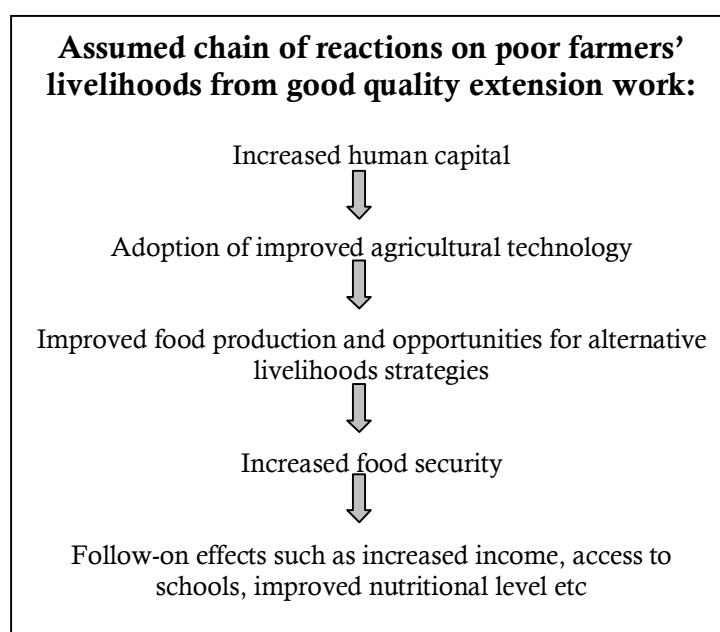 Assumed chain of reactions on poor farmers’
livelihoods from good quality extension work:
Increased human capital
Adoption of improved agricultural technology
Improved food production and opportunities for alternative
livelihoods strategies
Increased food security
Follow-on effects such as increased income, access to
schools, improved nutritional level etc